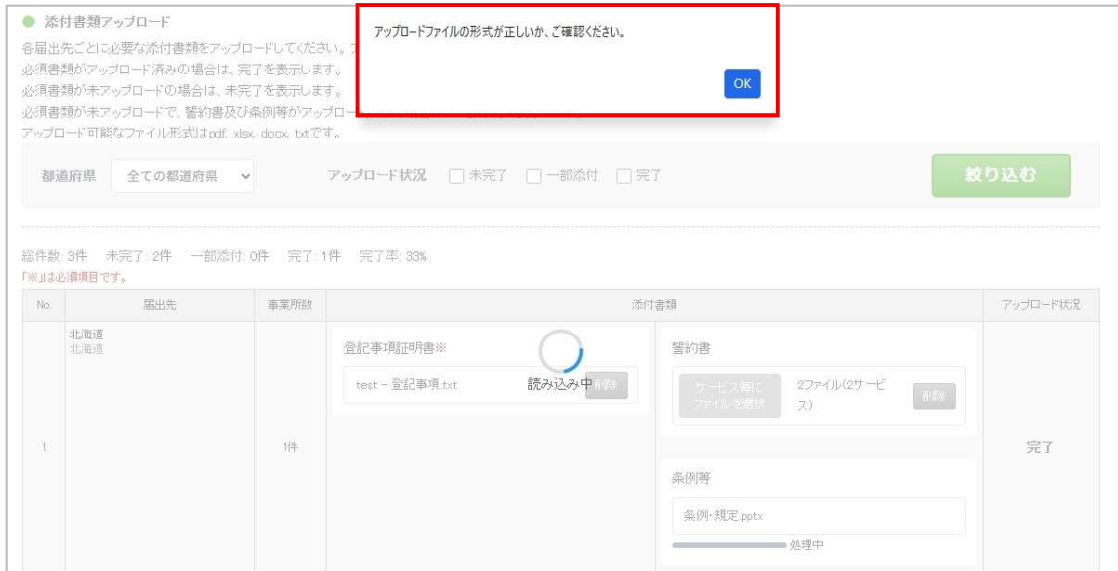 添付書類アップロード
アップロードファイルの形式が正しいか、ご確認ください。
各届出先ごとに必要な添付書類をアップロードしてください。
必須書類がアップロード済みの場合は、完了を表示します。
必須書類が未アップロードの場合は、未完了を表示します。
OK
必須書類が未アップロードで、誓約書及び条例等がアップロー
アップロード可能なファイル形式はpdf, xlsx, docx, txtです。
都道府県 全ての都道府県 アップロード状況 未完了 一部添付 完了 絞り込む
総件数: 3件 未完了: 2件 一部添付: 0件 完了: 1件 完了率: 33%
「※」は必須項目です。
No. 届出先 事業所数 添付書類 アップロード状況
北海道
北海道
登記事項証明書※ 誓約書
test - 登記事項.txt 読み込み中 削除 サービス毎に
ファイルを選択 2ファイル(2サービ
ス) 削除
1 1件 完了
条例等
条例・規定.pptx
処理中